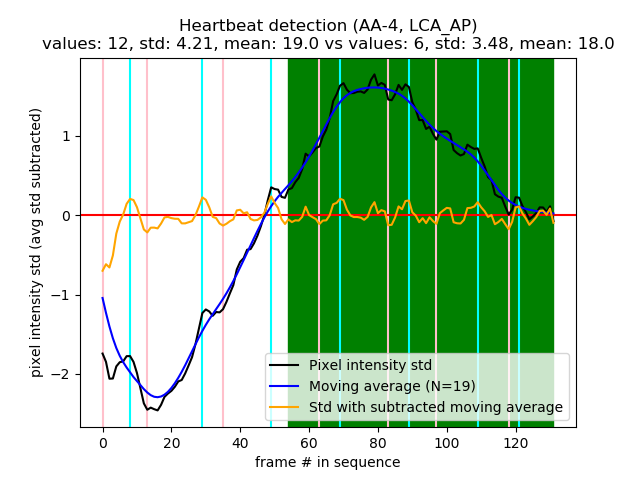 Heartbeat detection (AA-4, LCA_AP)
values: 12, std: 4.21, mean: 19.0 vs values: 6, std: 3.48, mean: 18.0
pixel intensity std (avg std subtracted)
1
0
−1
−2
Pixel intensity std
Moving average (N=19)
Std with subtracted moving average
0 20 40 60 80 100 120
frame # in sequence